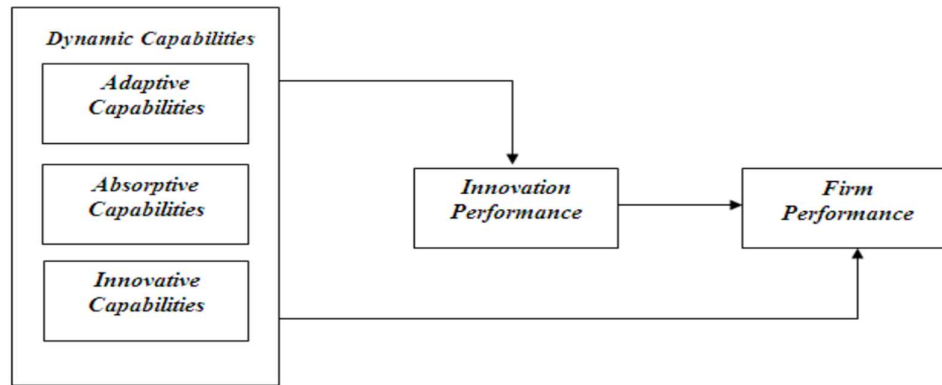 Dynamic Capabilities
Adaptive
Capabilities
Absorptive
Capabilities
Innovative
Capabilities
Innovation
Performance
Firm
Performance